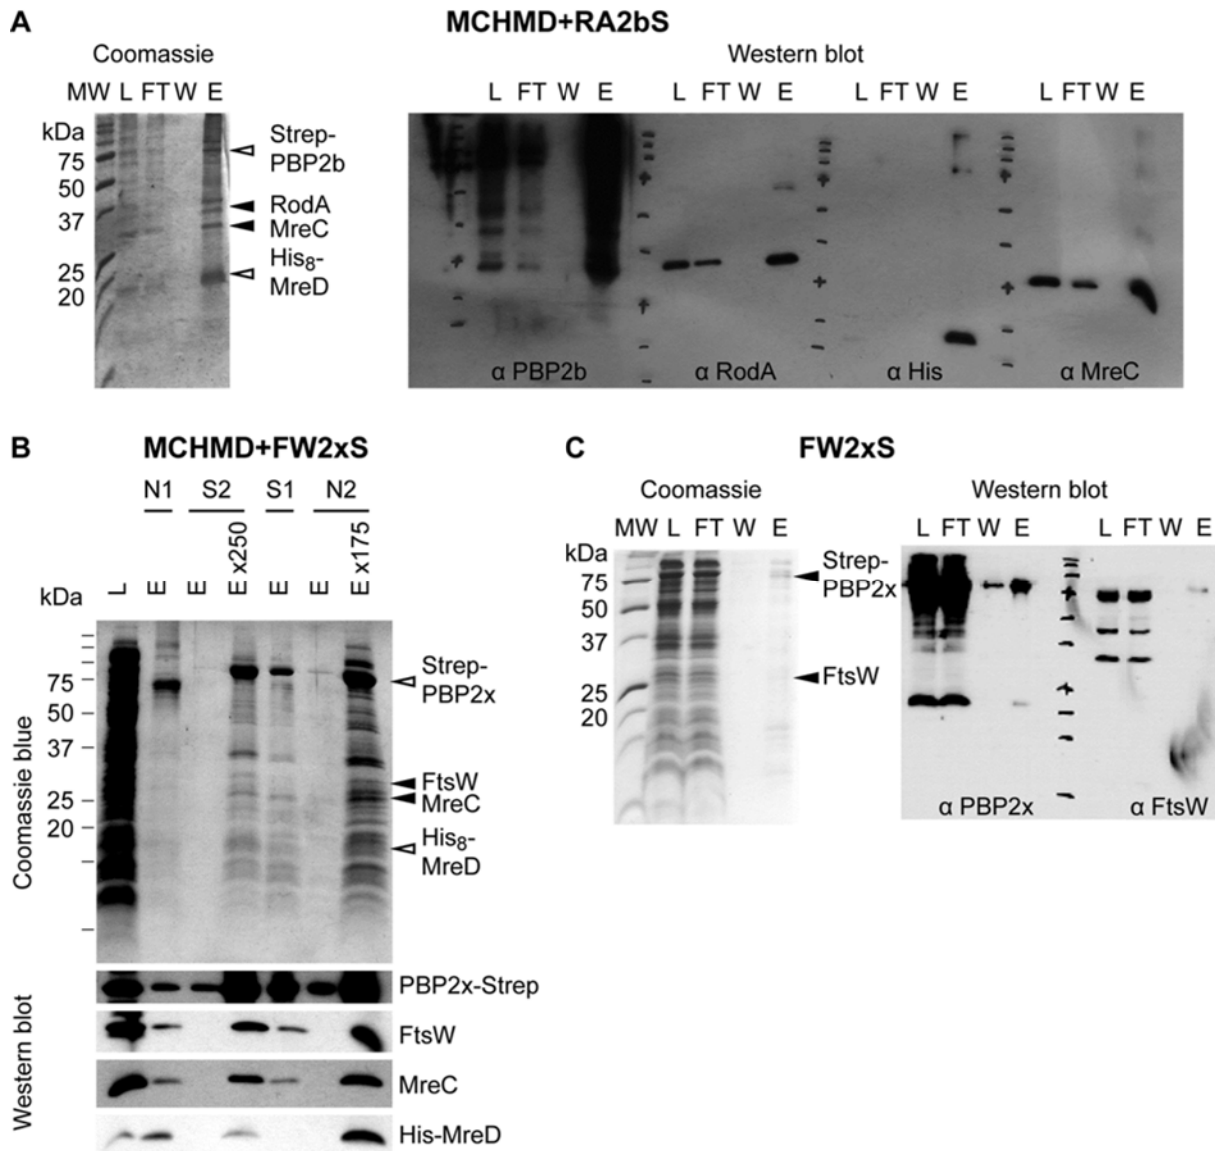 A
MCHMD+RA2bS
Coomassie
Western blot
MW L FT W E
L FT W E L FT W E L FT W E L FT W E
kDa
75
50
37
25
20
Strep-
PBP2b
RodA
MreC
His₈-
MreD
α PBP2b α RodA α His α MreC
B
MCHMD+FW2xS
N1 S2 S1 N2
L E E E x250 E E E x175
kDa
75
50
37
25
20
Coomassie blue
Strep-
PBP2x
FtsW
MreC
His₈-
MreD
Western blot
PBP2x-Strep
FtsW
MreC
His-MreD
C
FW2xS
Coomassie
Western blot
MW L FT W E
L FT W E L FT W E
kDa
75
50
37
25
20
Strep-
PBP2x
FtsW
α PBP2x α FtsW